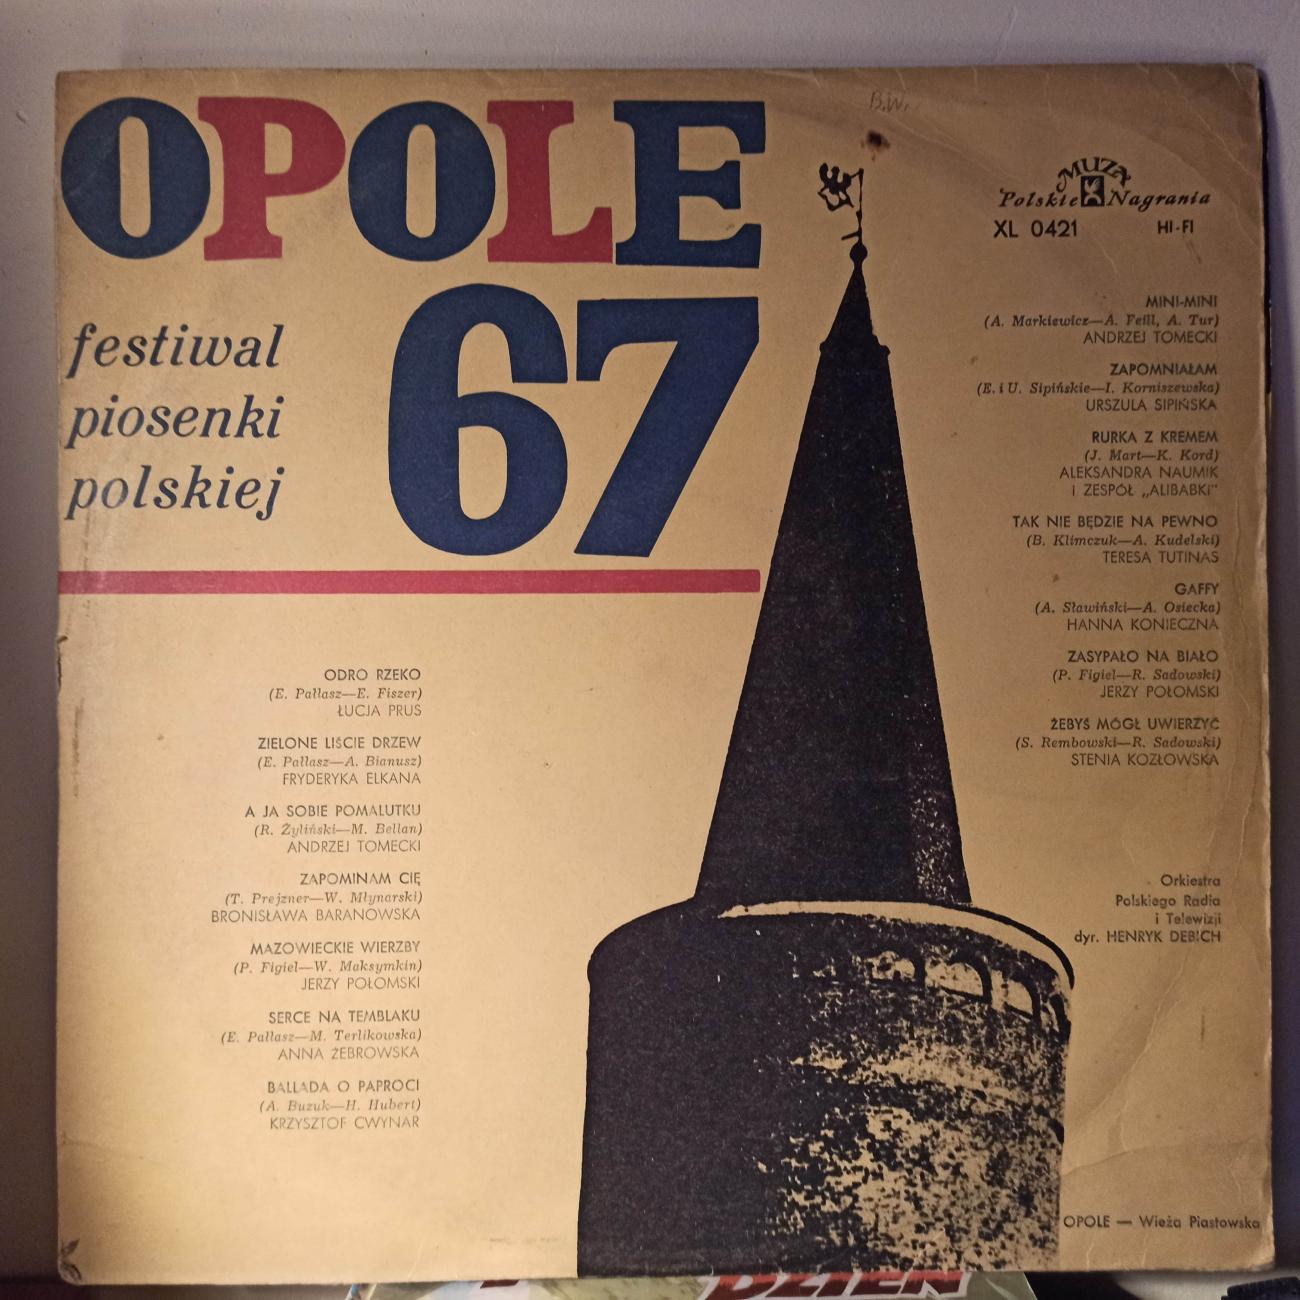 OPOLE
67
festiwal
piosenki
polskiej
B.W.
MUZA
Polskie Nagrania
XL 0421 HI-FI
ODRO RZEKO
(E. Pałłasz—E. Fiszer)
ŁUCJA PRUS
ZIELONE LIŚCIE DRZEW
(E. Pałłasz—A. Bianusz)
FRYDERYKA ELKANA
A JA SOBIE POMALUTKU
(R. Żyliński—M. Bellan)
ANDRZEJ TOMECKI
ZAPOMINAM CIĘ
(T. Prejzner—W. Młynarski)
BRONISŁAWA BARANOWSKA
MAZOWIECKIE WIERZBY
(P. Figiel—W. Maksymkin)
JERZY POŁOMSKI
SERCE NA TEMBLAKU
(E. Pałłasz—M. Terlikowska)
ANNA ŻEBROWSKA
BALLADA O PAPROCI
(A. Buzuk—H. Hubert)
KRZYSZTOF CWYNAR
MINI-MINI
(A. Markiewicz—A. Feill, A. Tur)
ANDRZEJ TOMECKI
ZAPOMNIAŁAM
(E. i U. Sipińskie—I. Korniszewska)
URSZULA SIPIŃSKA
RURKA Z KREMEM
(J. Mart—K. Kord)
ALEKSANDRA NAUMIK
i ZESPÓŁ „ALIBABKI"
TAK NIE BĘDZIE NA PEWNO
(B. Klimczuk—A. Kudelski)
TERESA TUTINAS
GAFFY
(A. Sławiński—A. Osiecka)
HANNA KONIECZNA
ZASYPAŁO NA BIAŁO
(P. Figiel—R. Sadowski)
JERZY POŁOMSKI
ŻEBYŚ MÓGŁ UWIERZYĆ
(S. Rembowski—R. Sadowski)
STENIA KOZŁOWSKA
Orkiestra
Polskiego Radia
i Telewizji
dyr. HENRYK DEBICH
OPOLE — Wieża Piastowska
DZIEŃ